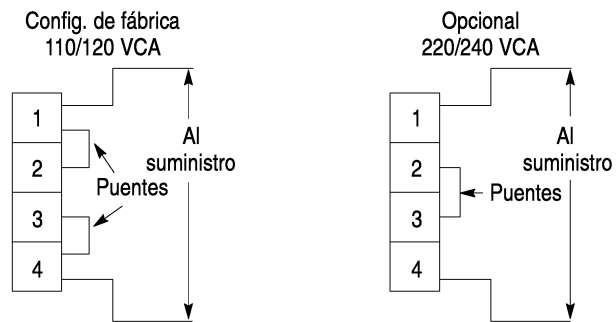 Config. de fábrica
110/120 VCA
1
2
3
4
Puentes
Al
suministro
Opcional
220/240 VCA
1
2
3
4
Puentes
Al
suministro